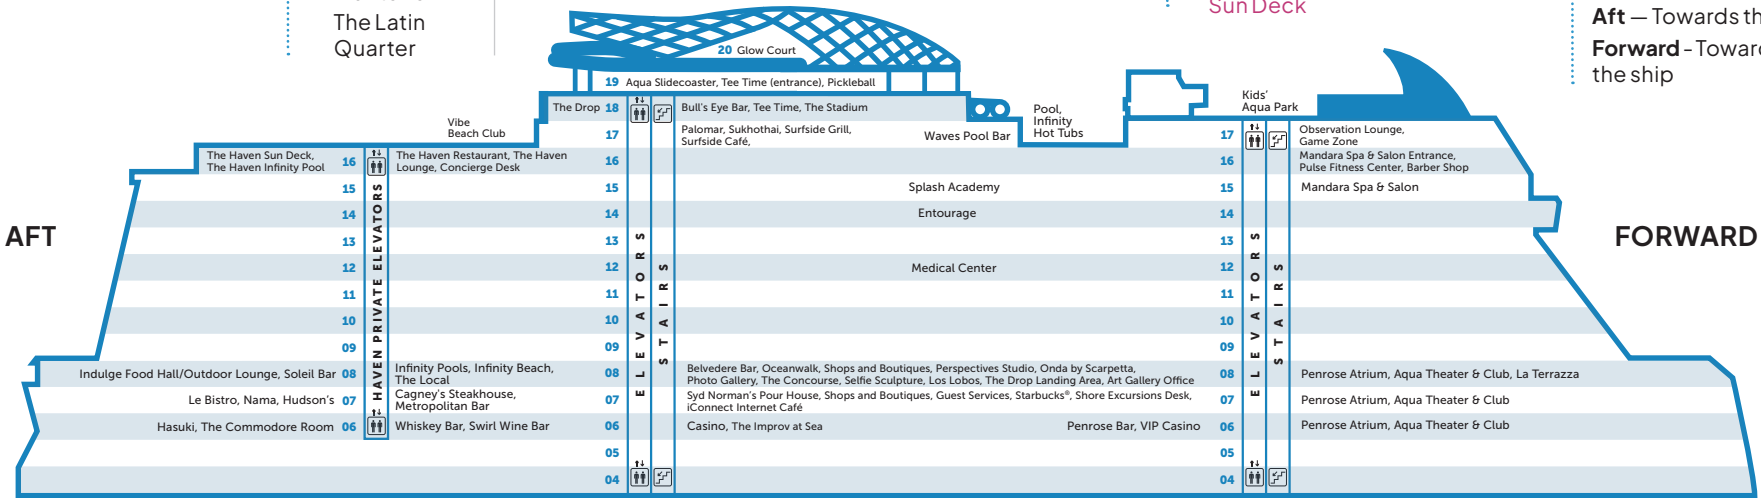 The Latin
Quarter
Sun Deck
Aft — Towards th
Forward - Toward
the ship
20 Glow Court
19 Aqua Slidecoaster, Tee Time (entrance), Pickleball
The Drop 18
Bull's Eye Bar, Tee Time, The Stadium
Vibe
Beach Club
17
Palomar, Sukhothai, Surfside Grill,
Surfside Café,
Waves Pool Bar
Pool,
Infinity
Hot Tubs
Kids'
Aqua Park
17
Observation Lounge,
Game Zone
The Haven Sun Deck,
The Haven Infinity Pool
16
The Haven Restaurant, The Haven
Lounge, Concierge Desk
16
16
Mandara Spa & Salon Entrance,
Pulse Fitness Center, Barber Shop
15
15
Splash Academy
15
Mandara Spa & Salon
14
14
Entourage
14
AFT
FORWARD
13
13
13
12
12
Medical Center
12
11
11
11
10
10
10
09
09
09
HAVEN PRIVATE ELEVATORS
ELEVATORS
STAIRS
ELEVATORS
STAIRS
Indulge Food Hall/Outdoor Lounge, Soleil Bar 08
Infinity Pools, Infinity Beach,
The Local
08
Belvedere Bar, Oceanwalk, Shops and Boutiques, Perspectives Studio, Onda by Scarpetta,
Photo Gallery, The Concourse, Selfie Sculpture, Los Lobos, The Drop Landing Area, Art Gallery Office
08
Penrose Atrium, Aqua Theater & Club, La Terrazza
Le Bistro, Nama, Hudson's 07
Cagney's Steakhouse,
Metropolitan Bar
07
Syd Norman's Pour House, Shops and Boutiques, Guest Services, Starbucks®, Shore Excursions Desk,
iConnect Internet Café
07
Penrose Atrium, Aqua Theater & Club
Hasuki, The Commodore Room 06
Whiskey Bar, Swirl Wine Bar
06
Casino, The Improv at Sea
Penrose Bar, VIP Casino
06
Penrose Atrium, Aqua Theater & Club
05
05
04
04